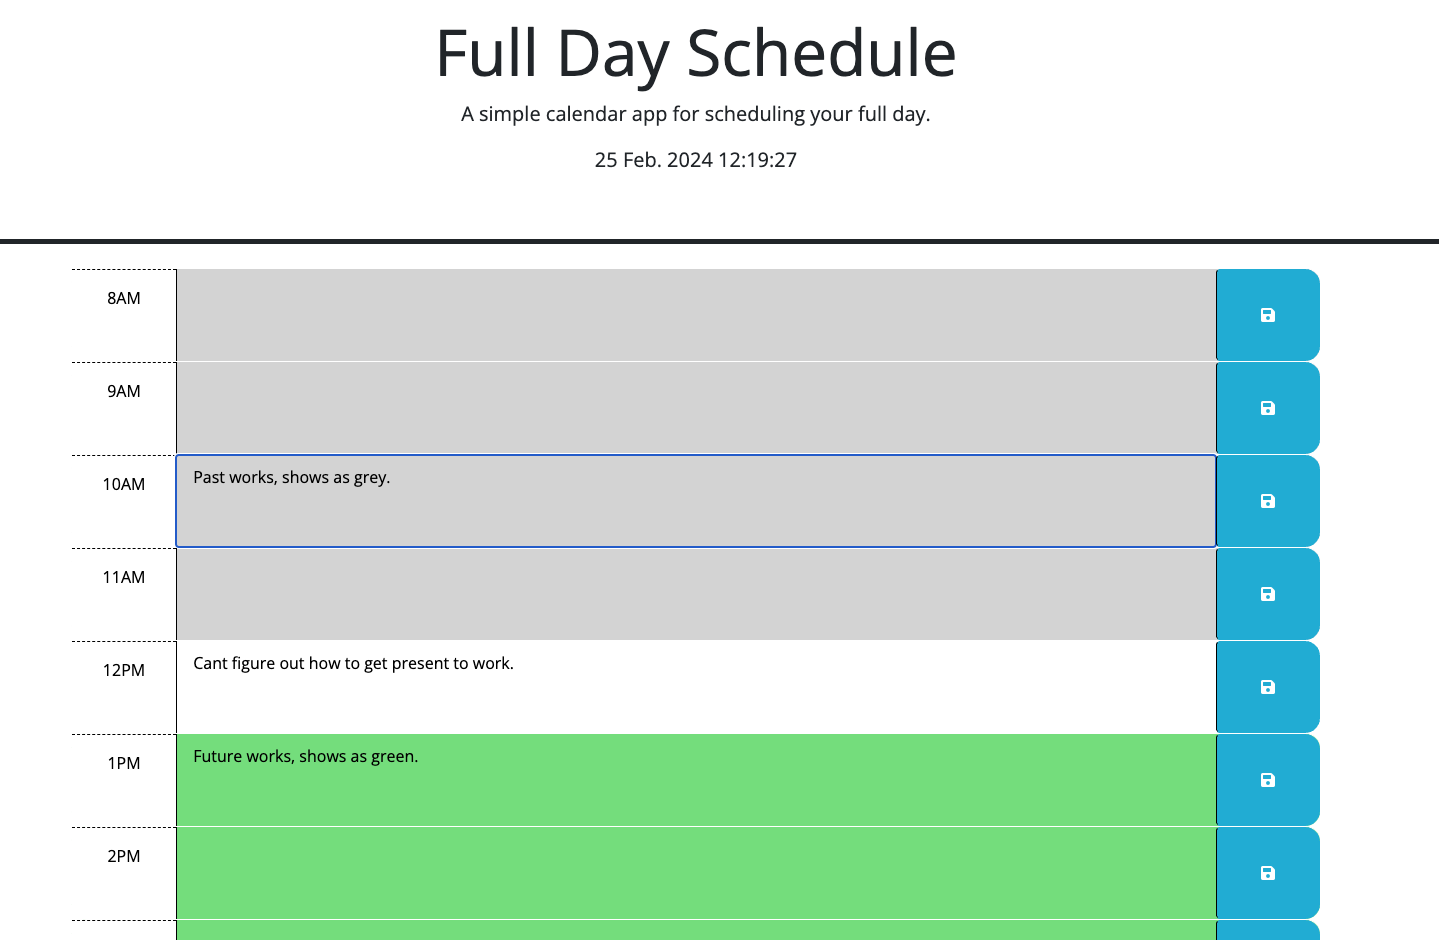 Full Day Schedule
A simple calendar app for scheduling your full day.
25 Feb. 2024 12:19:27
8AM
9AM
10AM
Past works, shows as grey.
11AM
12PM
Cant figure out how to get present to work.
1PM
Future works, shows as green.
2PM